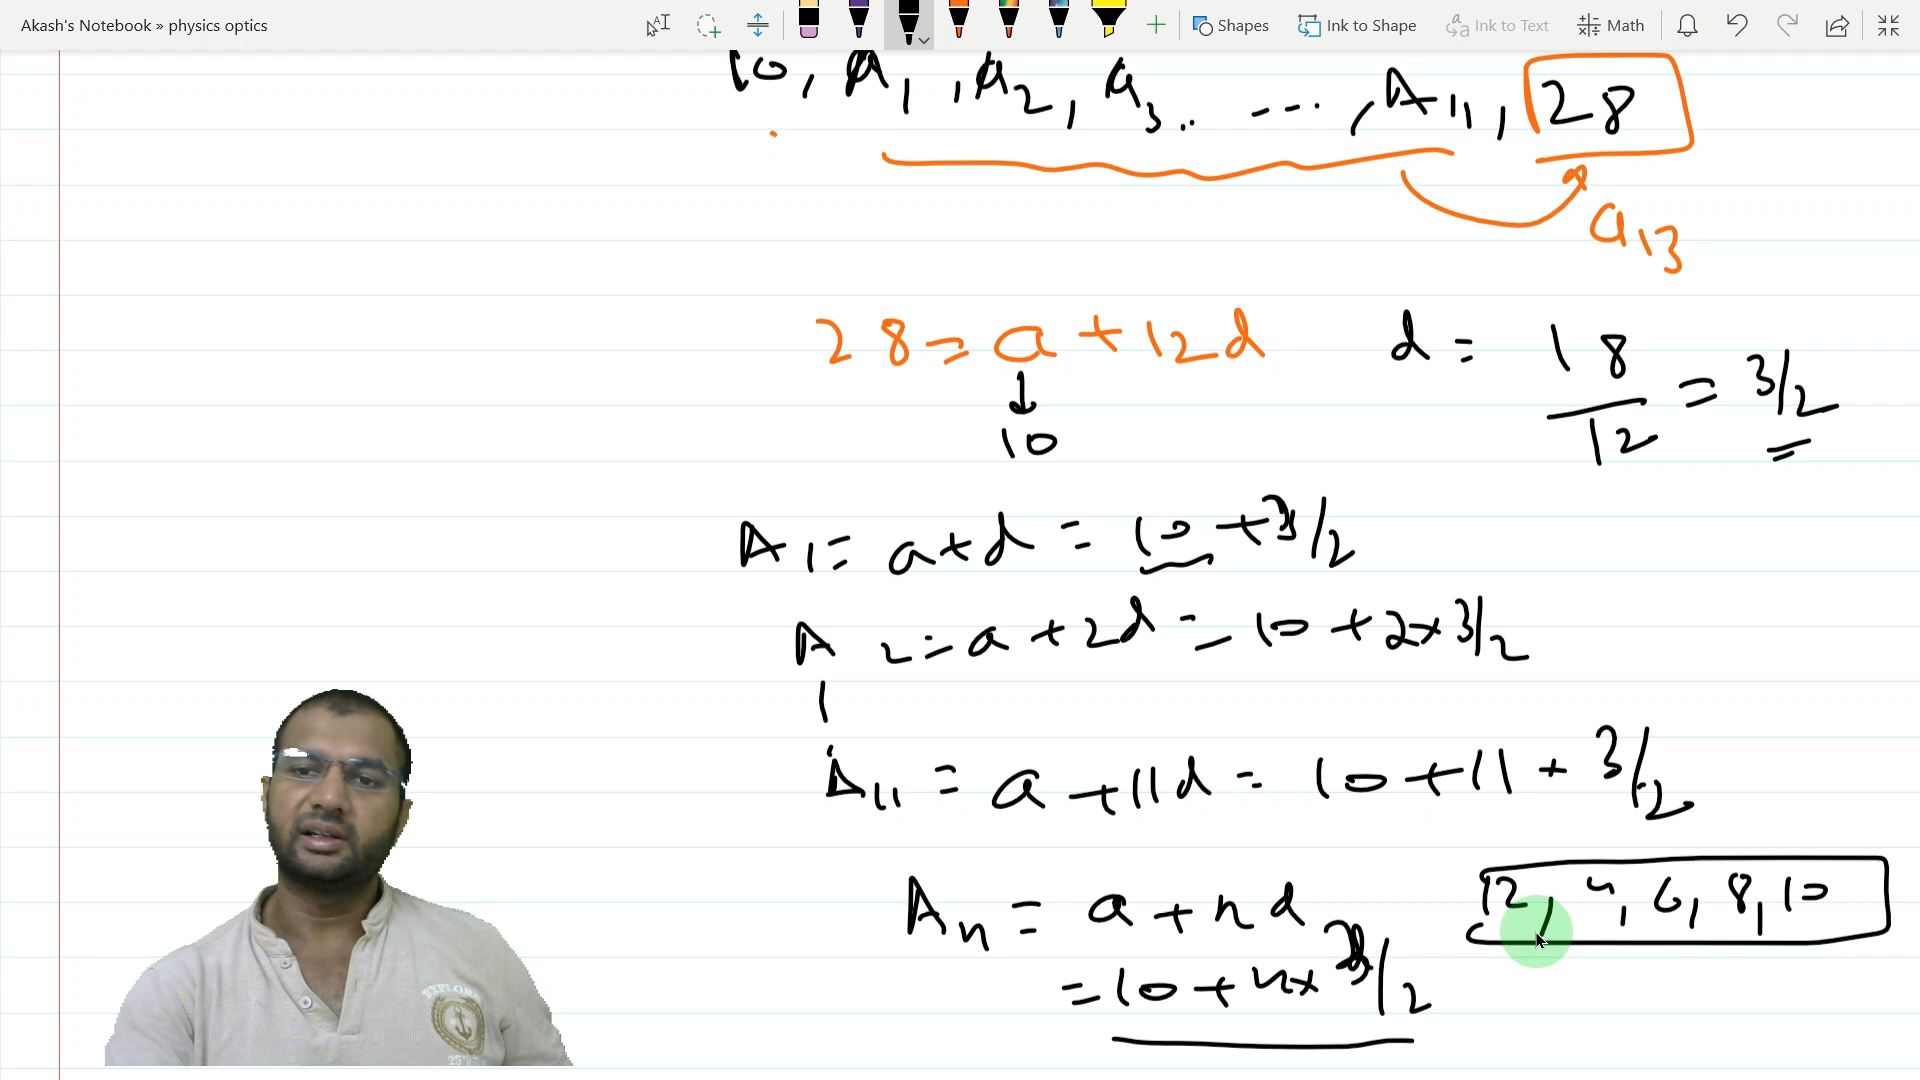 Akash's Notebook » physics optics
Shapes
Ink to Shape
Ink to Text
Math
10, A1, A2, A3.. ---, A11, 28
a13
28 = a + 12d
10
d = 18/12 = 3/2
A1 = a+d = 10 + 3/2
A2 = a + 2d = 10 + 2 x 3/2
A11 = a + 11d = 10 + 11 + 3/2
An = a + nd
2, 4, 6, 8, 10
= 10 + n x 3/2
EXPLORE